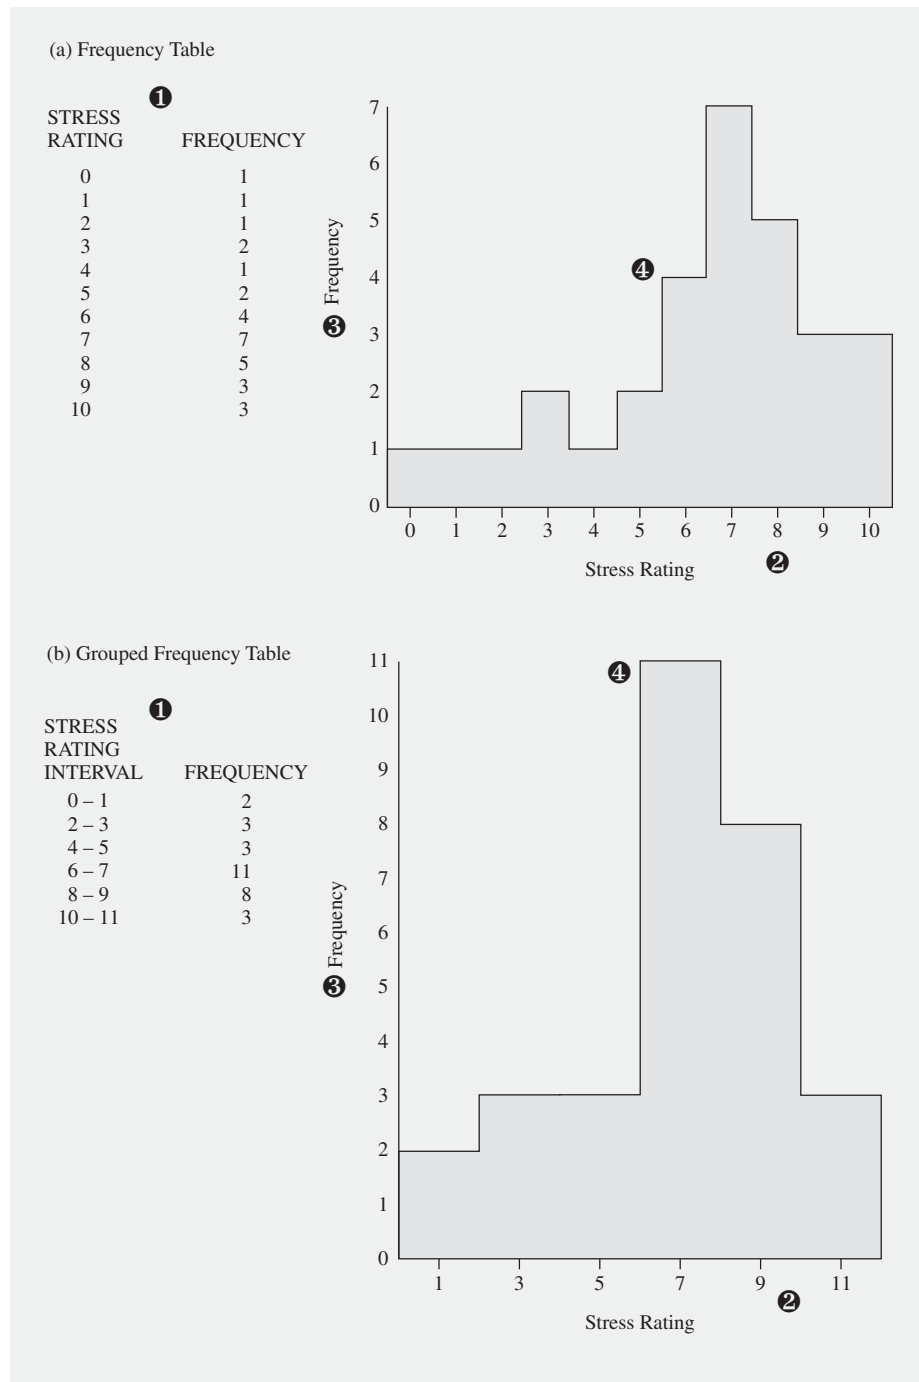 (a) Frequency Table
❶
STRESS
RATING FREQUENCY
0 1
1 1
2 1
3 2
4 1
5 2
6 4
7 7
8 5
9 3
10 3
7
6
5
4
3
2
1
0
❸ Frequency
❹
0 1 2 3 4 5 6 7 8 9 10
Stress Rating ❷
(b) Grouped Frequency Table
❶
STRESS
RATING
INTERVAL FREQUENCY
0 – 1 2
2 – 3 3
4 – 5 3
6 – 7 11
8 – 9 8
10 – 11 3
11
10
9
8
7
6
5
4
3
2
1
0
❸ Frequency
❹
1 3 5 7 9 11
❷
Stress Rating